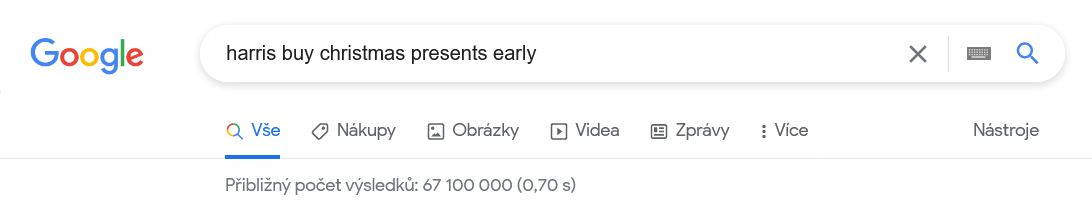 Google harris buy christmas presents early
Vše Nákupy Obrázky Videa Zprávy Více Nástroje
Přibližný počet výsledků: 67 100 000 (0,70 s)